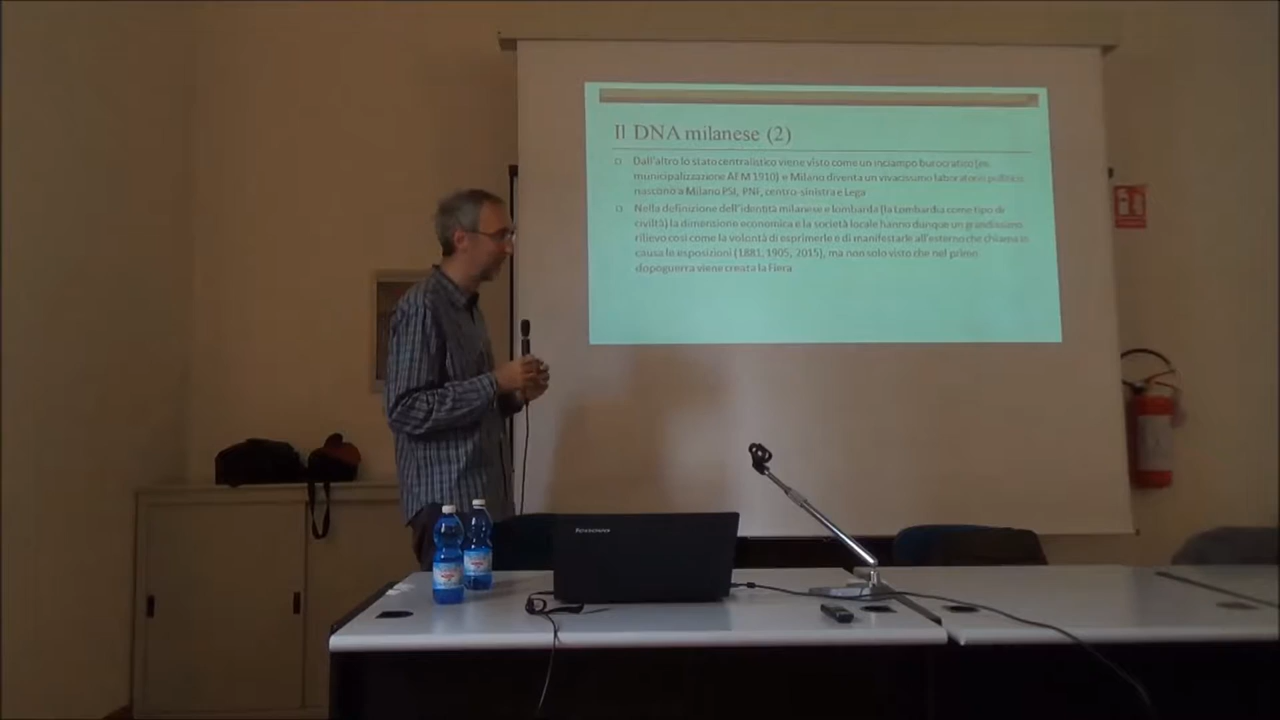 Il DNA milanese (2)
Dall'altro lo stato centralistico viene visto come un inciampo burocratico (es.
municipalizzazione AEM 1910) e Milano diventa un vivacissimo laboratorio politico
nascono a Milano PSI, PNF, centro-sinistra e Lega
Nella definizione dell'identità milanese e lombarda (la Lombardia come tipo di
civiltà) la dimensione economica e la società locale hanno dunque un grandissimo
rilievo così come la volontà di esprimerle e di manifestarle all'esterno che chiama in
causa le esposizioni (1881, 1905, 2015), ma non solo visto che nel primo
dopoguerra viene creata la Fiera
lenovo